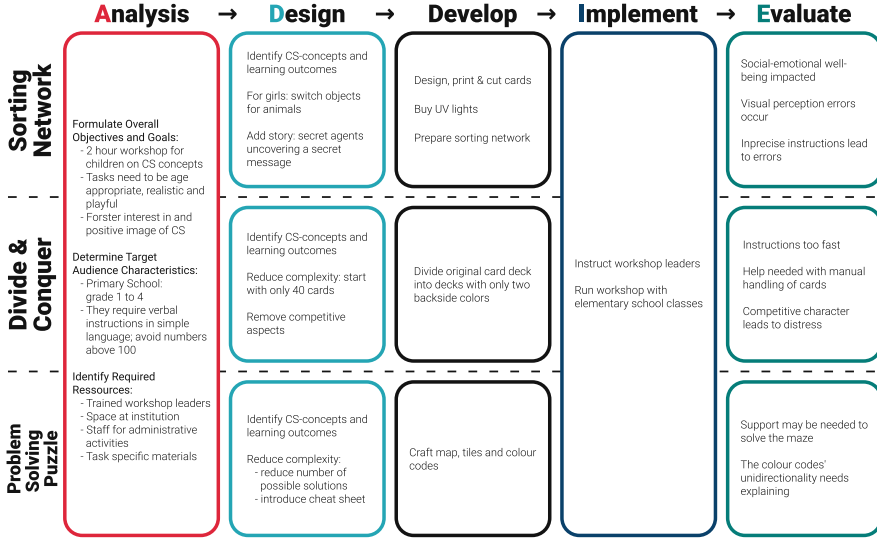 Analysis → Design → Develop → Implement → Evaluate
Sorting
Network
Divide &
Conquer
Problem
Solving
Puzzle
Formulate Overall
Objectives and Goals:
- 2 hour workshop for
children on CS concepts
- Tasks need to be age
appropriate, realistic and
playful
- Forster interest in and
positive image of CS
Determine Target
Audience Characteristics:
- Primary School:
grade 1 to 4
- They require verbal
instructions in simple
language; avoid numbers
above 100
Identify Required
Ressources:
- Trained workshop leaders
- Space at institution
- Staff for administrative
activities
- Task specific materials
Identify CS-concepts and
learning outcomes
For girls: switch objects
for animals
Add story: secret agents
uncovering a secret
message
Identify CS-concepts and
learning outcomes
Reduce complexity: start
with only 40 cards
Remove competitive
aspects
Identify CS-concepts and
learning outcomes
Reduce complexity:
- reduce number of
possible solutions
- introduce cheat sheet
Design, print & cut cards
Buy UV lights
Prepare sorting network
Divide original card deck
into decks with only two
backside colors
Craft map, tiles and colour
codes
Instruct workshop leaders
Run workshop with
elementary school classes
Social-emotional well-
being impacted
Visual perception errors
occur
Inprecise instructions lead
to errors
Instructions too fast
Help needed with manual
handling of cards
Competitive character
leads to distress
Support may be needed to
solve the maze
The colour codes'
unidirectionality needs
explaining